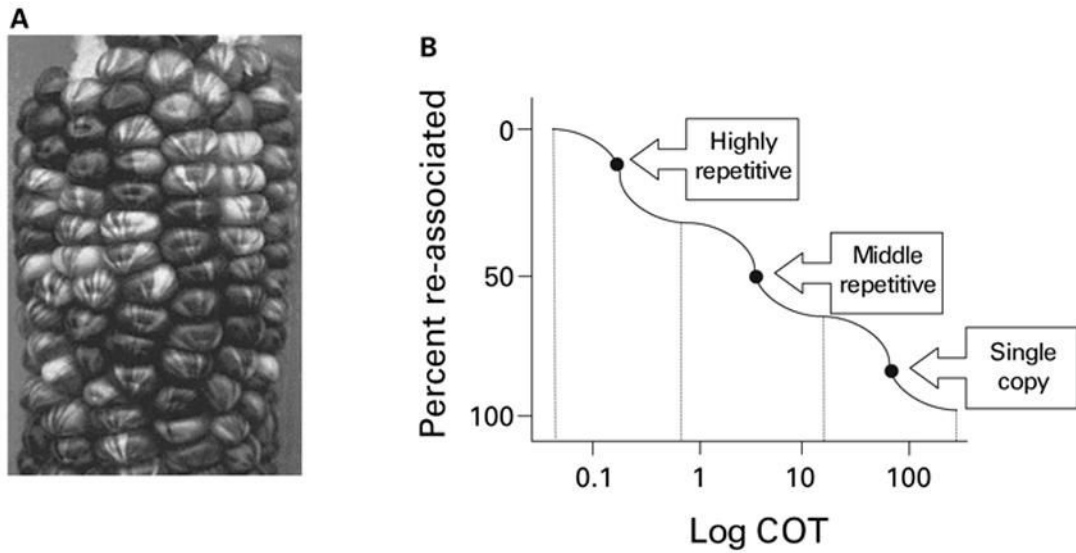 A
B
Percent re-associated
0
50
100
Highly
repetitive
Middle
repetitive
Single
copy
0.1
1
10
100
Log COT